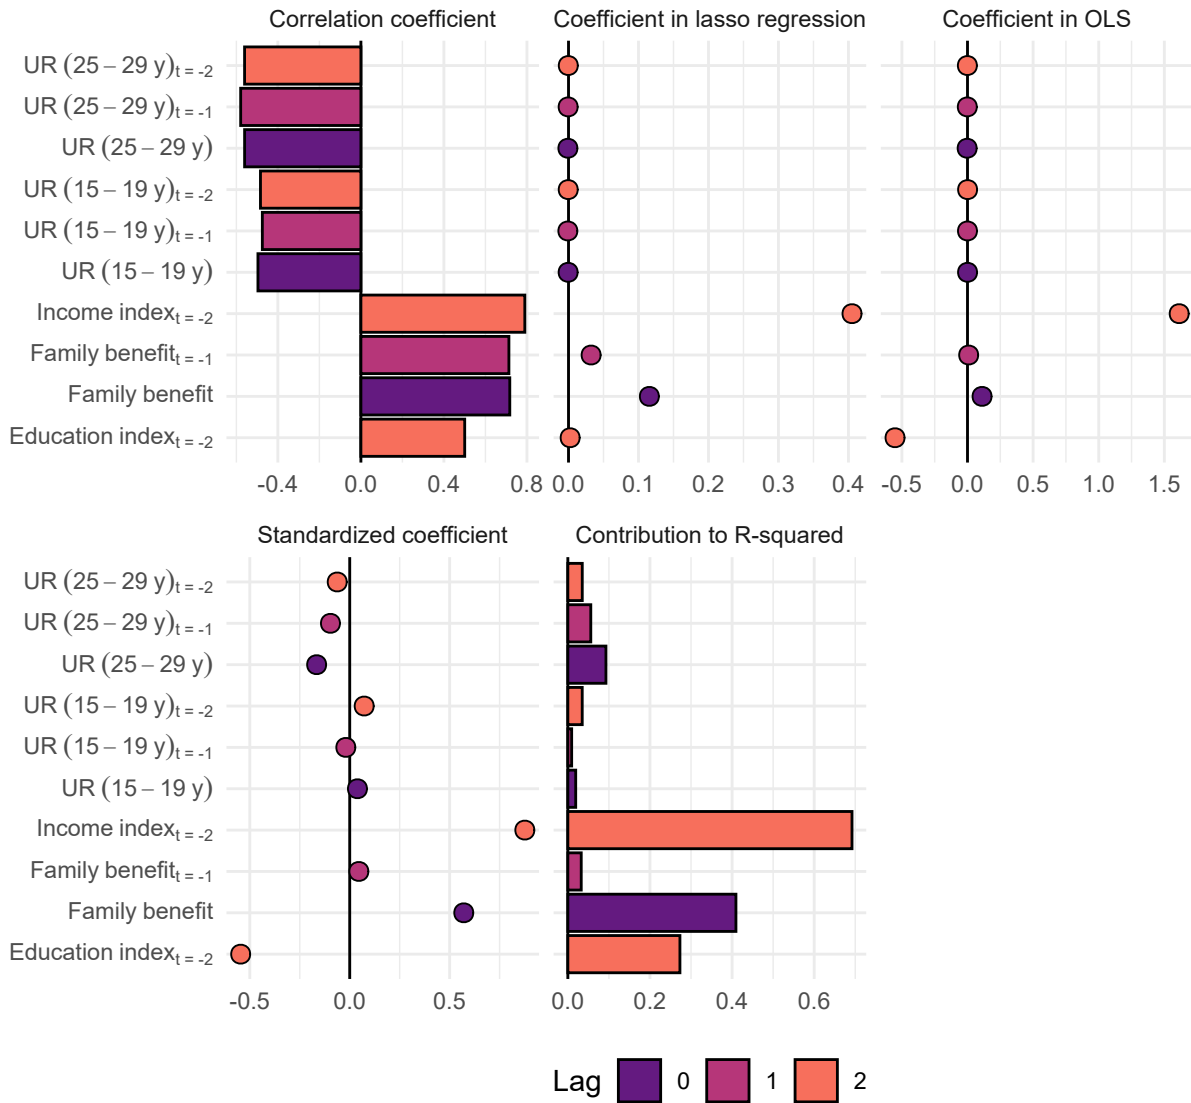 Correlation coefficient
Coefficient in lasso regression
Coefficient in OLS
UR (25 – 29 y)t = -2
UR (25 – 29 y)t = -1
UR (25 – 29 y)
UR (15 – 19 y)t = -2
UR (15 – 19 y)t = -1
UR (15 – 19 y)
Income indext = -2
Family benefitt = -1
Family benefit
Education indext = -2
-0.4 0.0 0.4 0.8
0.0 0.1 0.2 0.3 0.4
-0.5 0.0 0.5 1.0 1.5
Standardized coefficient
Contribution to R-squared
UR (25 – 29 y)t = -2
UR (25 – 29 y)t = -1
UR (25 – 29 y)
UR (15 – 19 y)t = -2
UR (15 – 19 y)t = -1
UR (15 – 19 y)
Income indext = -2
Family benefitt = -1
Family benefit
Education indext = -2
-0.5 0.0 0.5
0.0 0.2 0.4 0.6
Lag 0 1 2